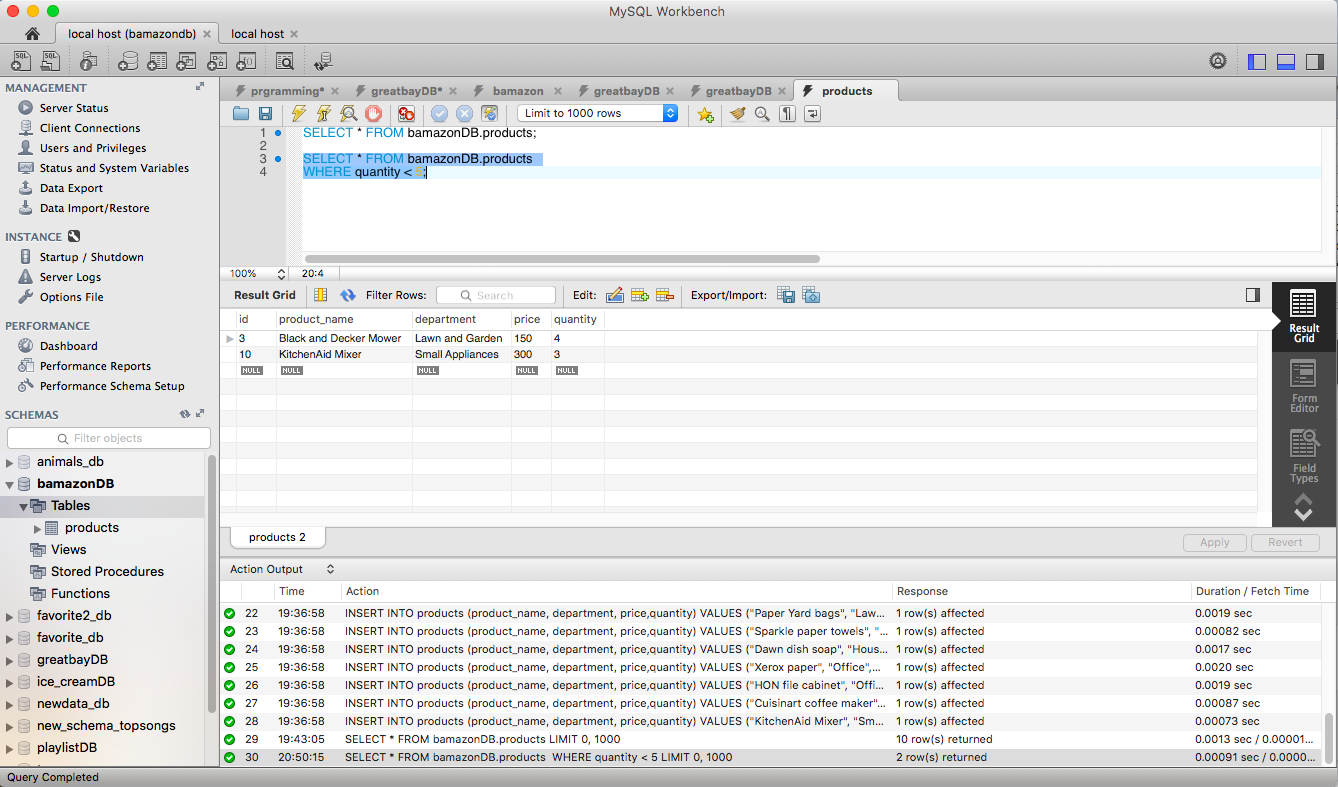 MySQL Workbench
local host (bamazondb) local host
MANAGEMENT
Server Status
Client Connections
Users and Privileges
Status and System Variables
Data Export
Data Import/Restore
INSTANCE
Startup / Shutdown
Server Logs
Options File
PERFORMANCE
Dashboard
Performance Reports
Performance Schema Setup
SCHEMAS
Filter objects
animals_db
bamazonDB
Tables
products
Views
Stored Procedures
Functions
favorite2_db
favorite_db
greatbayDB
ice_creamDB
newdata_db
new_schema_topsongs
playlistDB
prgramming* greatbayDB* bamazon greatbayDB greatbayDB products
Limit to 1000 rows
1 SELECT * FROM bamazonDB.products;
2
3 SELECT * FROM bamazonDB.products
4 WHERE quantity < 5;
100% 20:4
Result Grid Filter Rows: Search Edit: Export/Import:
id product_name department price quantity
3 Black and Decker Mower Lawn and Garden 150 4
10 KitchenAid Mixer Small Appliances 300 3
NULL NULL NULL NULL NULL
Result
Grid
Form
Editor
Field
Types
products 2 Apply Revert
Action Output
Time Action Response Duration / Fetch Time
22 19:36:58 INSERT INTO products (product_name, department, price,quantity) VALUES ("Paper Yard bags", "Law... 1 row(s) affected 0.0019 sec
23 19:36:58 INSERT INTO products (product_name, department, price,quantity) VALUES ("Sparkle paper towels", "... 1 row(s) affected 0.00082 sec
24 19:36:58 INSERT INTO products (product_name, department, price,quantity) VALUES ("Dawn dish soap", "Hous... 1 row(s) affected 0.0017 sec
25 19:36:58 INSERT INTO products (product_name, department, price,quantity) VALUES ("Xerox paper", "Office",... 1 row(s) affected 0.0020 sec
26 19:36:58 INSERT INTO products (product_name, department, price,quantity) VALUES ("HON file cabinet", "Offi... 1 row(s) affected 0.0019 sec
27 19:36:58 INSERT INTO products (product_name, department, price,quantity) VALUES ("Cuisinart coffee maker"... 1 row(s) affected 0.00087 sec
28 19:36:58 INSERT INTO products (product_name, department, price,quantity) VALUES ("KitchenAid Mixer", "Sm... 1 row(s) affected 0.00073 sec
29 19:43:05 SELECT * FROM bamazonDB.products LIMIT 0, 1000 10 row(s) returned 0.0013 sec / 0.00001...
30 20:50:15 SELECT * FROM bamazonDB.products WHERE quantity < 5 LIMIT 0, 1000 2 row(s) returned 0.00091 sec / 0.0000...
Query Completed